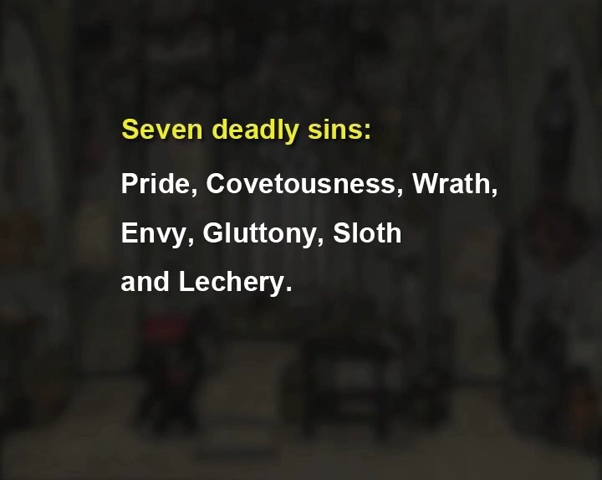 Seven deadly sins:
Pride, Covetousness, Wrath,
Envy, Gluttony, Sloth
and Lechery.